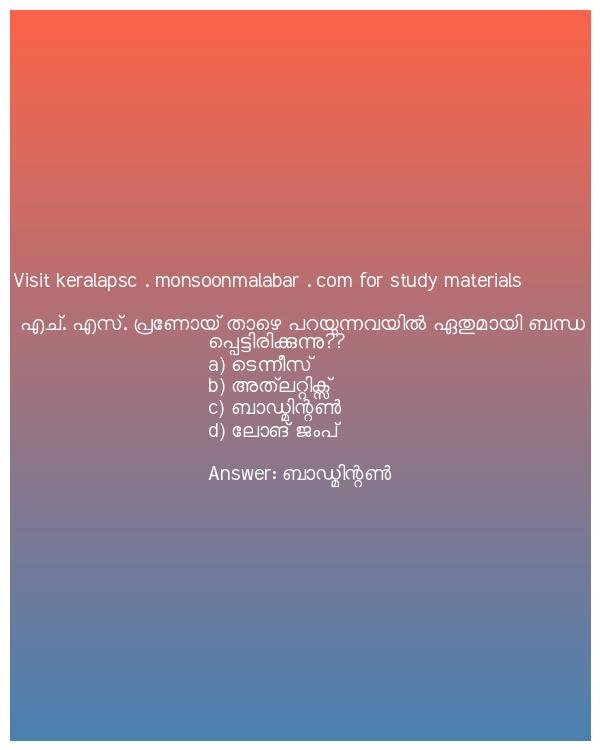 Visit keralapsc . monsoonmalabar . com for study materials
എച്. എസ്. പ്രണോയ് താഴെ പറയുന്നവയിൽ ഏതുമായി ബന്ധ
പ്പെട്ടിരിക്കുന്നു??
a) ടെന്നീസ്
b) അത്‌ലറ്റിക്സ്
c) ബാഡ്മിന്റൺ
d) ലോങ് ജംപ്
Answer: ബാഡ്മിന്റൺ